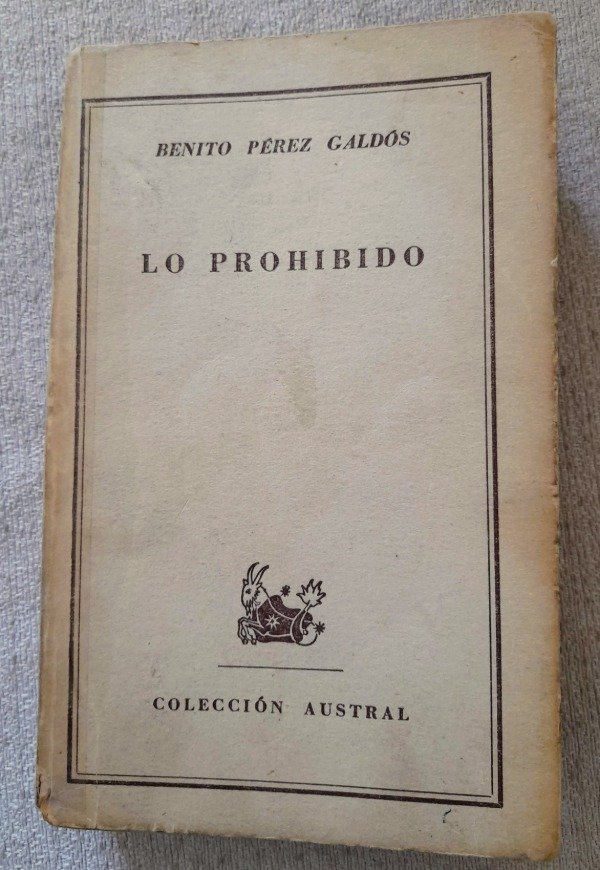 BENITO PÉREZ GALDÓS
LO PROHIBIDO
COLECCIÓN AUSTRAL